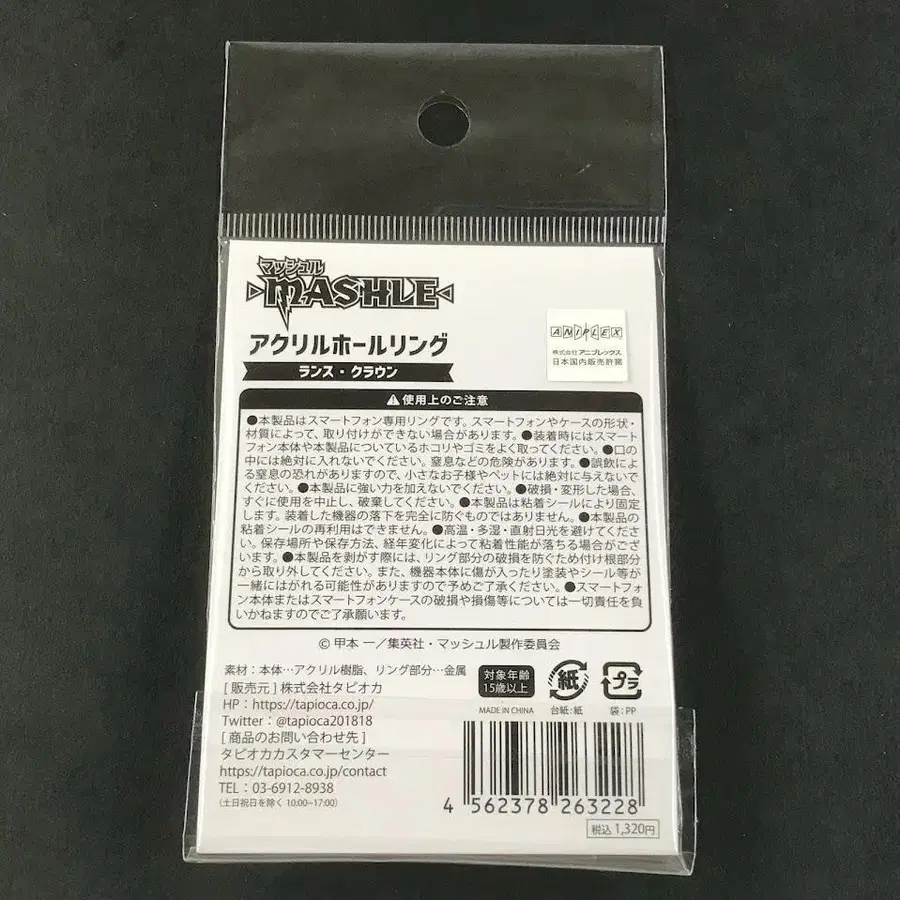 マッシュル
MASHLE
アクリルホールリング
ランス・クラウン
ANIPLEX
株式会社アニプレックス
日本国内販売許諾
使用上のご注意
●本製品はスマートフォン専用リングです。スマートフォンやケースの形状・
材質によって、取り付けができない場合があります。●装着時にはスマート
フォン本体や本製品についているホコリやゴミをよく取ってください。●口の
中には絶対に入れないでください。窒息などの危険があります。●誤飲によ
る窒息の恐れがありますので、小さなお子様やペットには絶対に与えないで
ください。●本製品に強い力を加えないでください。●破損・変形した場合、
すぐに使用を中止し、破棄してください。●本製品は粘着シールにより固定
します。装着した機器の落下を完全に防ぐものではありません。●本製品の
粘着シールの再利用はできません。●高温・多湿・直射日光を避けてくださ
い。保存場所や保存方法、経年変化によって粘着性能が落ちる場合がござ
います。●本製品を剥がす際には、リング部分の破損を防ぐため付け根部分
から取り外してください。また、機器本体に傷が入ったり塗装やシール等が
一緒にはがれる可能性がありますので予めご了承ください。●スマートフォ
ン本体またはスマートフォンケースの破損や損傷等については一切責任を負
いかねますのでご了承願います。
© 甲本 一／集英社・マッシュル製作委員会
素材：本体…アクリル樹脂、リング部分…金属
[ 販売元 ] 株式会社タピオカ
HP：https://tapioca.co.jp/
Twitter：@tapioca201818
[ 商品のお問い合わせ先 ]
タピオカカスタマーセンター
https://tapioca.co.jp/contact
TEL：03-6912-8938
（土日祝日を除く 10:00~17:00）
対象年齢
15歳以上
MADE IN CHINA
紙
台紙：紙
プラ
袋：PP
4 562378 263228
税込 1,320円